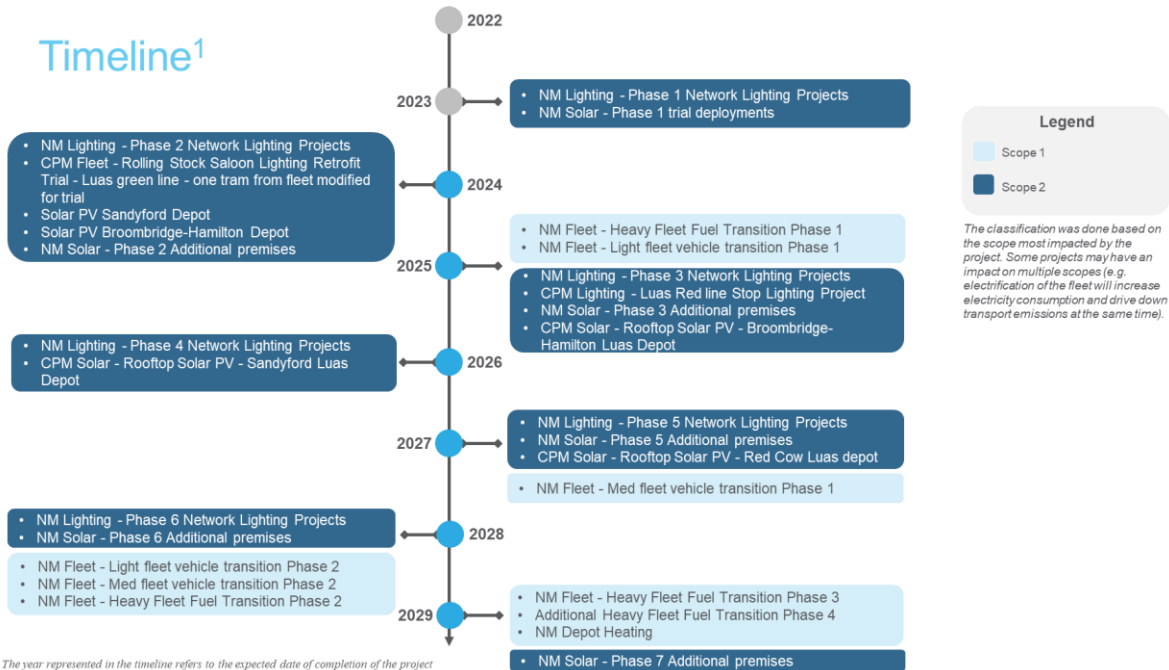 Timeline¹
2022
2023
• NM Lighting - Phase 1 Network Lighting Projects
• NM Solar - Phase 1 trial deployments
• NM Lighting - Phase 2 Network Lighting Projects
• CPM Fleet - Rolling Stock Saloon Lighting Retrofit
Trial - Luas green line - one tram from fleet modified
for trial
• Solar PV Sandyford Depot
• Solar PV Broombridge-Hamilton Depot
• NM Solar - Phase 2 Additional premises
2024
• NM Fleet - Heavy Fleet Fuel Transition Phase 1
• NM Fleet - Light fleet vehicle transition Phase 1
2025
• NM Lighting - Phase 3 Network Lighting Projects
• CPM Lighting - Luas Red line Stop Lighting Project
• NM Solar - Phase 3 Additional premises
• CPM Solar - Rooftop Solar PV - Broombridge-
Hamilton Luas Depot
• NM Lighting - Phase 4 Network Lighting Projects
• CPM Solar - Rooftop Solar PV - Sandyford Luas
Depot
2026
2027
• NM Lighting - Phase 5 Network Lighting Projects
• NM Solar - Phase 5 Additional premises
• CPM Solar - Rooftop Solar PV - Red Cow Luas depot
• NM Fleet - Med fleet vehicle transition Phase 1
• NM Lighting - Phase 6 Network Lighting Projects
• NM Solar - Phase 6 Additional premises
2028
• NM Fleet - Light fleet vehicle transition Phase 2
• NM Fleet - Med fleet vehicle transition Phase 2
• NM Fleet - Heavy Fleet Fuel Transition Phase 2
2029
• NM Fleet - Heavy Fleet Fuel Transition Phase 3
• Additional Heavy Fleet Fuel Transition Phase 4
• NM Depot Heating
• NM Solar - Phase 7 Additional premises
Legend
Scope 1
Scope 2
The classification was done based on
the scope most impacted by the
project. Some projects may have an
impact on multiple scopes (e.g.
electrification of the fleet will increase
electricity consumption and drive down
transport emissions at the same time).
The year represented in the timeline refers to the expected date of completion of the project